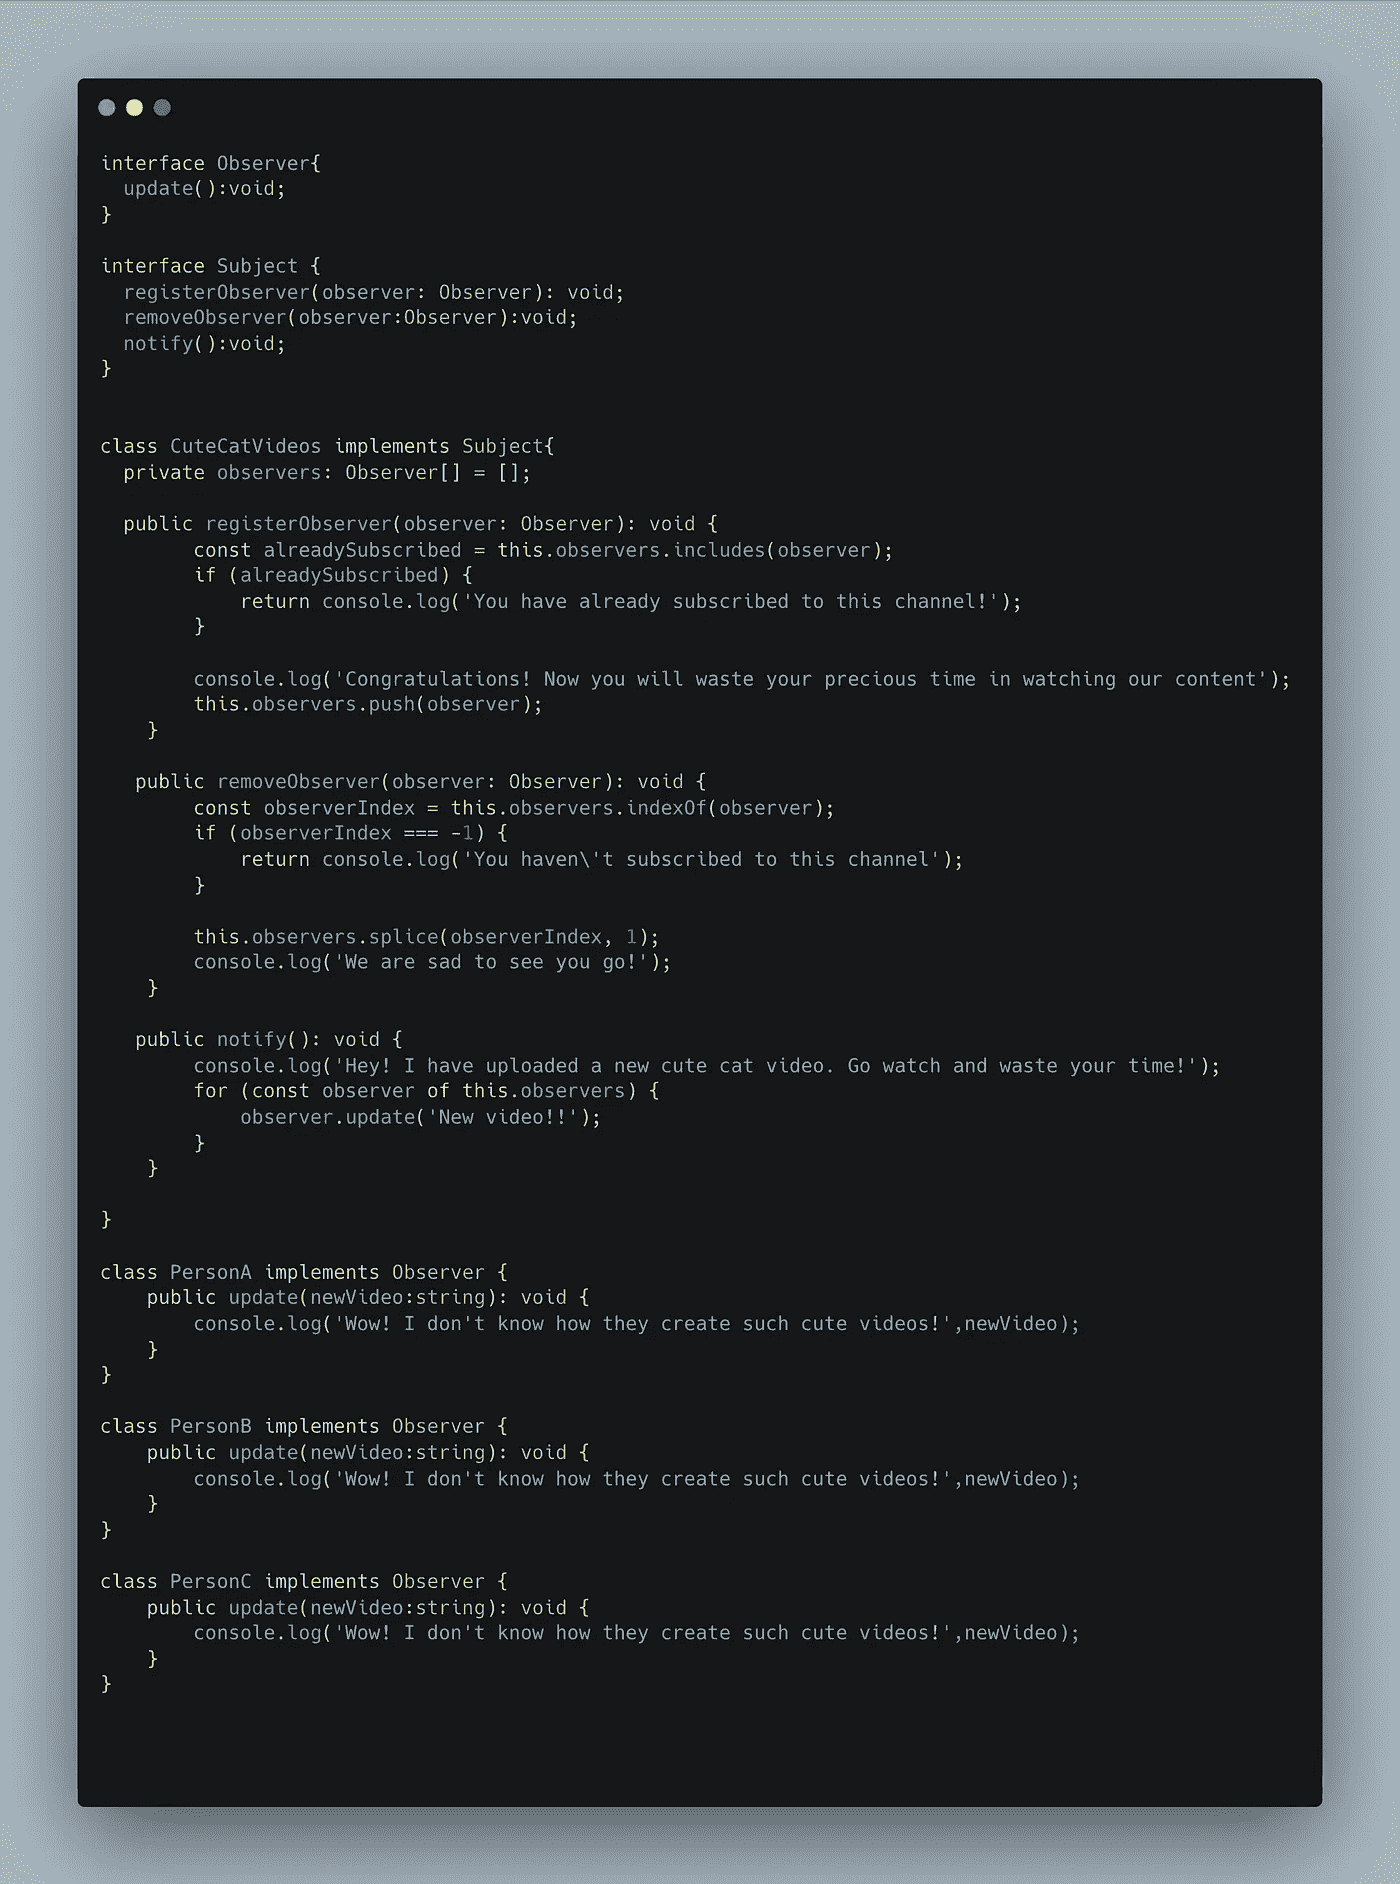 interface Observer{
  update():void;
}
interface Subject {
  registerObserver(observer: Observer): void;
  removeObserver(observer:Observer):void;
  notify():void;
}
class CuteCatVideos implements Subject{
  private observers: Observer[] = [];
  public registerObserver(observer: Observer): void {
        const alreadySubscribed = this.observers.includes(observer);
        if (alreadySubscribed) {
            return console.log('You have already subscribed to this channel!');
        }
        console.log('Congratulations! Now you will waste your precious time in watching our content');
        this.observers.push(observer);
    }
   public removeObserver(observer: Observer): void {
        const observerIndex = this.observers.indexOf(observer);
        if (observerIndex === -1) {
            return console.log('You haven\'t subscribed to this channel');
        }
        this.observers.splice(observerIndex, 1);
        console.log('We are sad to see you go!');
    }
   public notify(): void {
        console.log('Hey! I have uploaded a new cute cat video. Go watch and waste your time!');
        for (const observer of this.observers) {
            observer.update('New video!!');
        }
    }
}
class PersonA implements Observer {
    public update(newVideo:string): void {
        console.log('Wow! I don't know how they create such cute videos!',newVideo);
    }
}
class PersonB implements Observer {
    public update(newVideo:string): void {
        console.log('Wow! I don't know how they create such cute videos!',newVideo);
    }
}
class PersonC implements Observer {
    public update(newVideo:string): void {
        console.log('Wow! I don't know how they create such cute videos!',newVideo);
    }
}